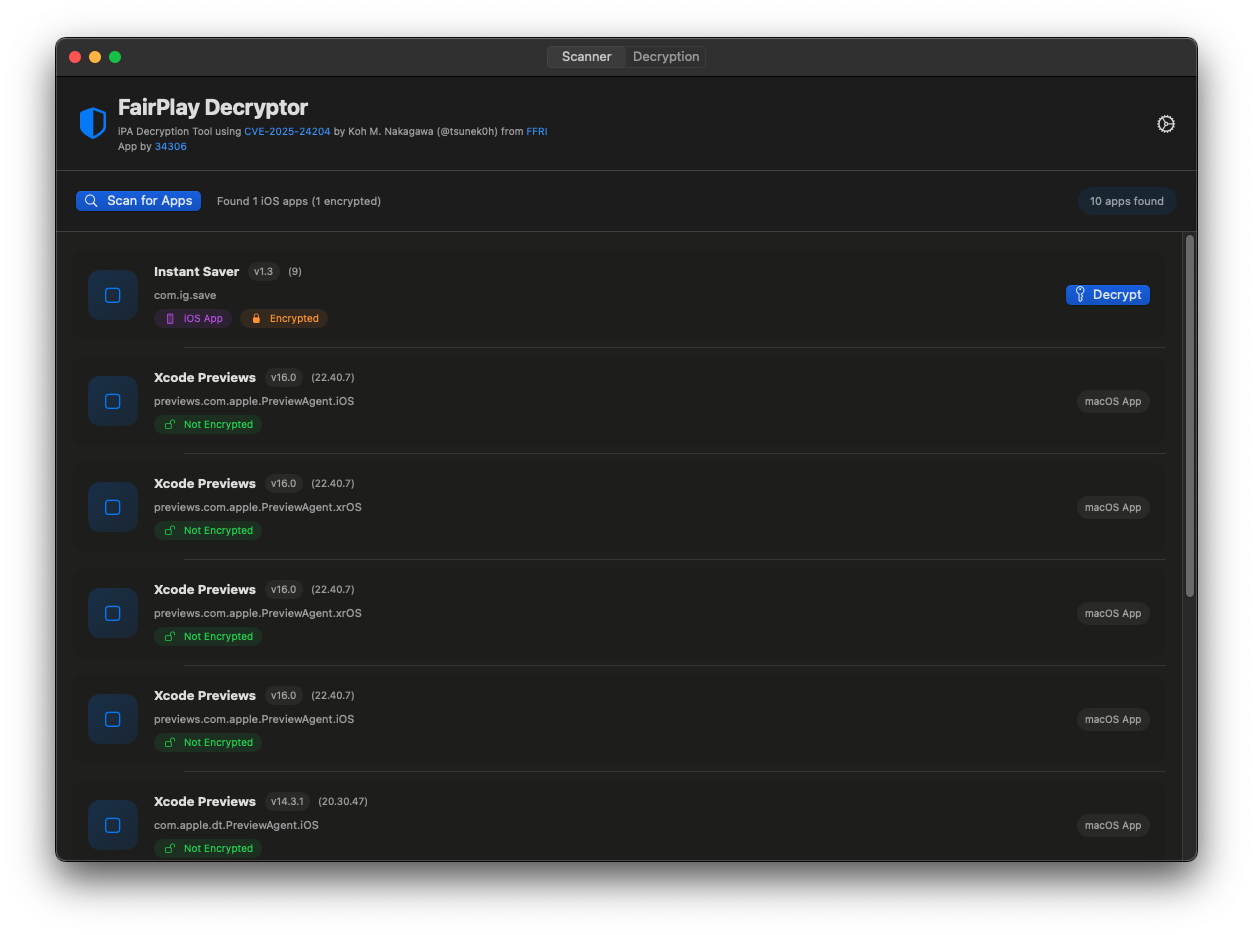 Scanner Decryption
FairPlay Decryptor
iPA Decryption Tool using CVE-2025-24204 by Koh M. Nakagawa (@tsunek0h) from FFRI
App by 34306
Scan for Apps Found 1 iOS apps (1 encrypted) 10 apps found
Instant Saver v1.3 (9)
com.ig.save
Decrypt
iOS App Encrypted
Xcode Previews v16.0 (22.40.7)
previews.com.apple.PreviewAgent.iOS
macOS App
Not Encrypted
Xcode Previews v16.0 (22.40.7)
previews.com.apple.PreviewAgent.xrOS
macOS App
Not Encrypted
Xcode Previews v16.0 (22.40.7)
previews.com.apple.PreviewAgent.xrOS
macOS App
Not Encrypted
Xcode Previews v16.0 (22.40.7)
previews.com.apple.PreviewAgent.iOS
macOS App
Not Encrypted
Xcode Previews v14.3.1 (20.30.47)
com.apple.dt.PreviewAgent.iOS
macOS App
Not Encrypted